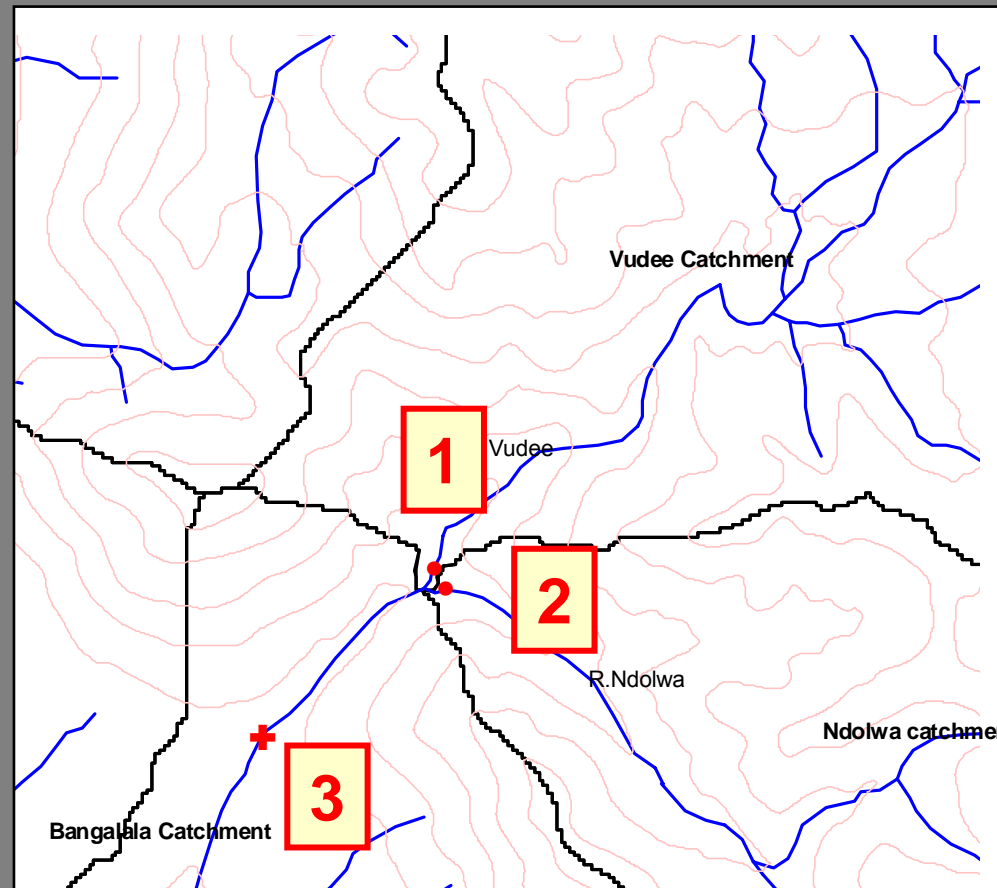 Vudee Catchment
1
Vudee
2
R.Ndolwa
Ndolwa catchme
3
Bangalala Catchment